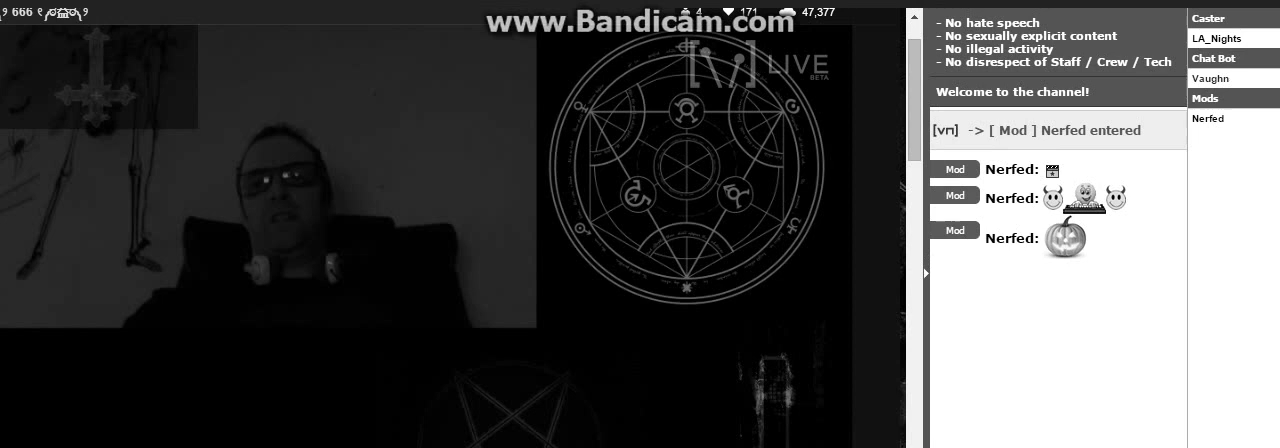 666
4
171
47,377
www.Bandicam.com
LIVE
BETA
- No hate speech
- No sexually explicit content
- No illegal activity
- No disrespect of Staff / Crew / Tech
Welcome to the channel!
-> [ Mod ] Nerfed entered
Mod Nerfed:
Mod Nerfed:
Mod Nerfed:
Caster
LA_Nights
Chat Bot
Vaughn
Mods
Nerfed